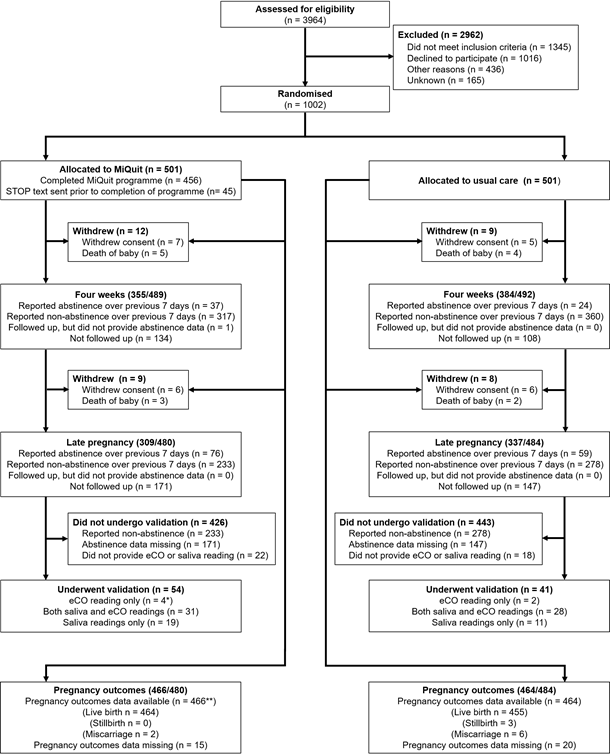 Assessed for eligibility
(n = 3964)
Excluded (n = 2962)
Did not meet inclusion criteria (n = 1345)
Declined to participate (n = 1016)
Other reasons (n = 436)
Unknown (n = 165)
Randomised
(n = 1002)
Allocated to MiQuit (n = 501)
Completed MiQuit programme (n = 456)
STOP text sent prior to completion of programme (n= 45)
Allocated to usual care (n = 501)
Withdrew (n = 12)
Withdrew consent (n = 7)
Death of baby (n = 5)
Withdrew (n = 9)
Withdrew consent (n = 5)
Death of baby (n = 4)
Four weeks (355/489)
Reported abstinence over previous 7 days (n = 37)
Reported non-abstinence over previous 7 days (n = 317)
Followed up, but did not provide abstinence data (n = 1)
Not followed up (n = 134)
Four weeks (384/492)
Reported abstinence over previous 7 days (n = 24)
Reported non-abstinence over previous 7 days (n = 360)
Followed up, but did not provide abstinence data (n = 0)
Not followed up (n = 108)
Withdrew (n = 9)
Withdrew consent (n = 6)
Death of baby (n = 3)
Withdrew (n = 8)
Withdrew consent (n = 6)
Death of baby (n = 2)
Late pregnancy (309/480)
Reported abstinence over previous 7 days (n = 76)
Reported non-abstinence over previous 7 days (n = 233)
Followed up, but did not provide abstinence data (n = 0)
Not followed up (n = 171)
Late pregnancy (337/484)
Reported abstinence over previous 7 days (n = 59)
Reported non-abstinence over previous 7 days (n = 278)
Followed up, but did not provide abstinence data (n = 0)
Not followed up (n = 147)
Did not undergo validation (n = 426)
Reported non-abstinence (n = 233)
Abstinence data missing (n = 171)
Did not provide eCO or saliva reading (n = 22)
Did not undergo validation (n = 443)
Reported non-abstinence (n = 278)
Abstinence data missing (n = 147)
Did not provide eCO or saliva reading (n = 18)
Underwent validation (n = 54)
eCO reading only (n = 4*)
Both saliva and eCO readings (n = 31)
Saliva readings only (n = 19)
Underwent validation (n = 41)
eCO reading only (n = 2)
Both saliva and eCO readings (n = 28)
Saliva readings only (n = 11)
Pregnancy outcomes (466/480)
Pregnancy outcomes data available (n = 466**)
(Live birth n = 464)
(Stillbirth n = 0)
(Miscarriage n = 2)
Pregnancy outcomes data missing (n = 15)
Pregnancy outcomes (464/484)
Pregnancy outcomes data available (n = 464)
(Live birth n = 455)
(Stillbirth n = 3)
(Miscarriage n = 6)
Pregnancy outcomes data missing (n = 20)